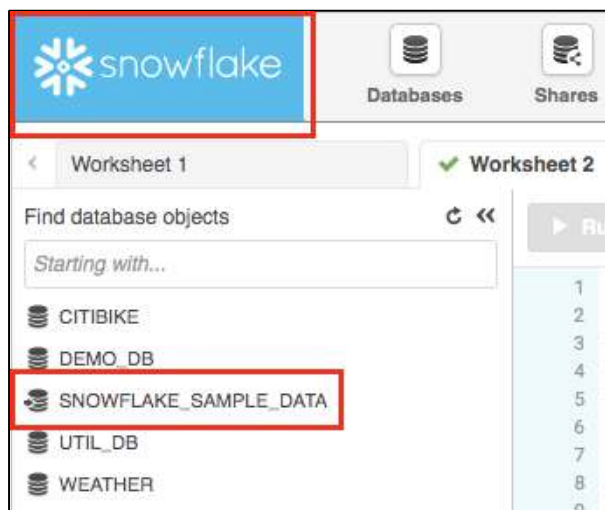 snowflake
Databases
Shares
Worksheet 1
Worksheet 2
Find database objects
Starting with...
CITIBIKE
DEMO_DB
SNOWFLAKE_SAMPLE_DATA
UTIL_DB
WEATHER
Ru
1
2
3
4
5
6
7
8